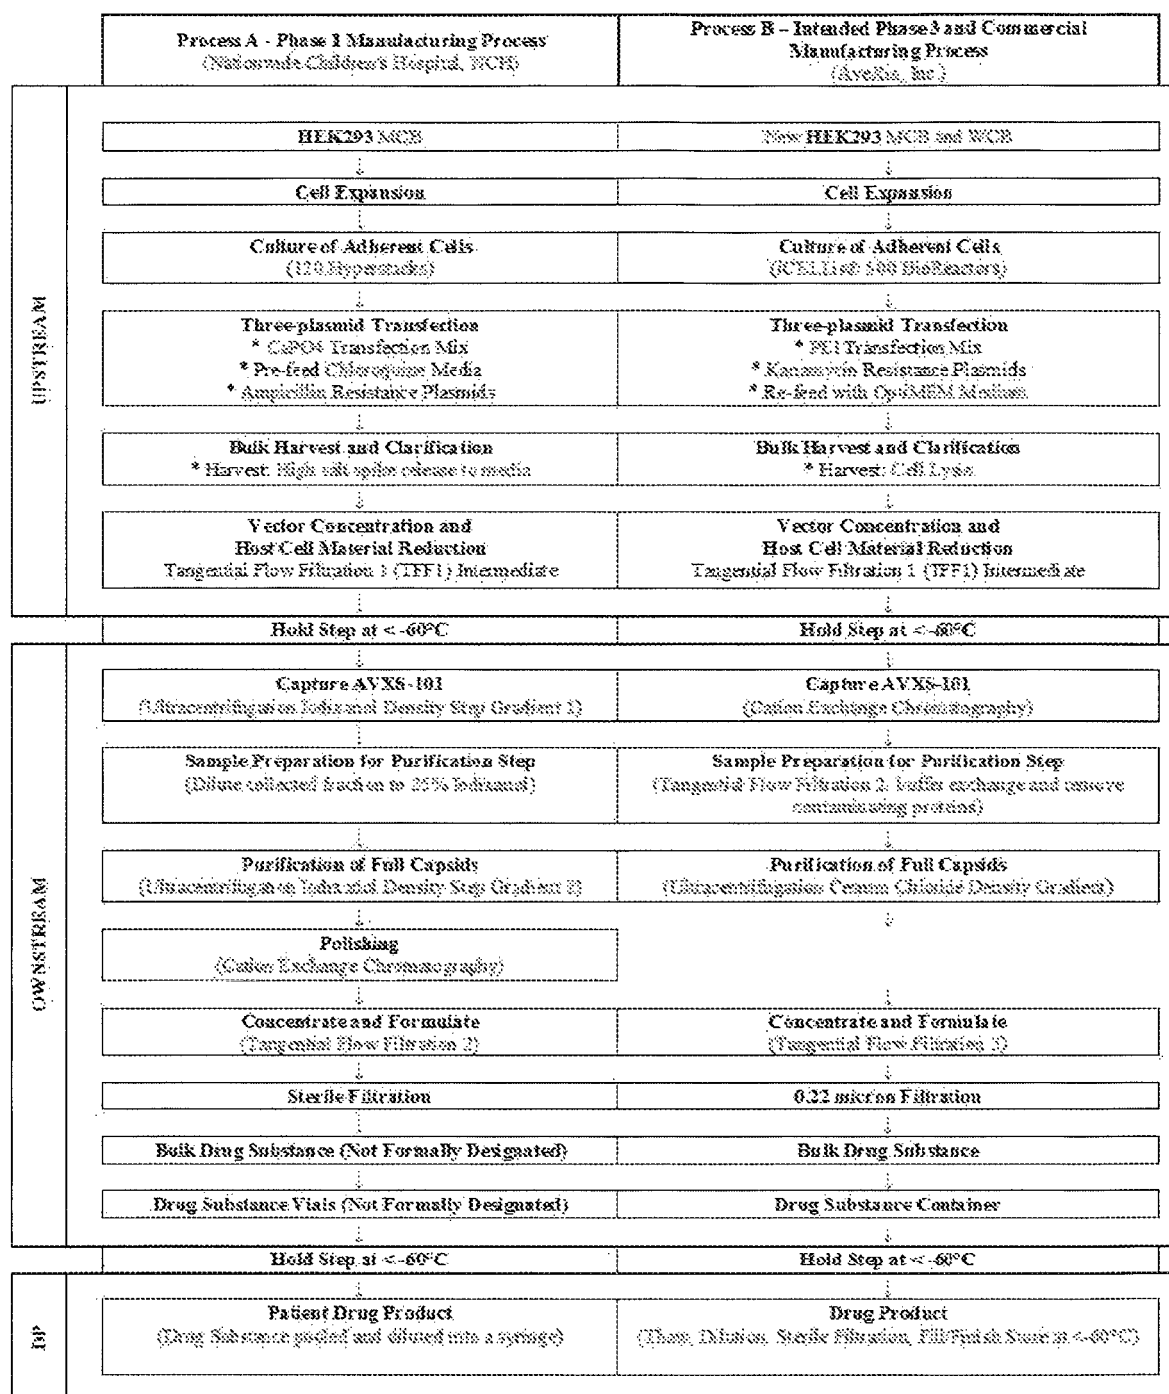 Process A - Phase 1 Manufacturing Process
(Nationwide Children's Hospital, NCH)
Process B – Intended Phase 3 and Commercial
Manufacturing Process
(AveXis, Inc.)
UPSTREAM
HEK293 MCB
New HEK293 MCB and WCB
Cell Expansion
Cell Expansion
Culture of Adherent Cells
(120 Hyperstacks)
Culture of Adherent Cells
(iCELLis® 500 BioReactors)
Three-plasmid Transfection
* CaPO4 Transfection Mix
* Pre-feed Chloroquine Media
* Ampicillin Resistance Plasmids
Three-plasmid Transfection
* PEI Transfection Mix
* Kanamycin Resistance Plasmids
* Re-feed with OptiMEM Medium
Bulk Harvest and Clarification
* Harvest: High salt spike release to media
Bulk Harvest and Clarification
* Harvest: Cell Lysis
Vector Concentration and
Host Cell Material Reduction
Tangential Flow Filtration 1 (TFF1) Intermediate
Vector Concentration and
Host Cell Material Reduction
Tangential Flow Filtration 1 (TFF1) Intermediate
Hold Step at < -60°C
Hold Step at < -60°C
OWNSTREAM
Capture AVXS-101
(Ultracentrifugation Iodixanol Density Step Gradient 1)
Capture AVXS-101
(Cation Exchange Chromatography)
Sample Preparation for Purification Step
(Dilute collected fraction to 25% Iodixanol)
Sample Preparation for Purification Step
(Tangential Flow Filtration 2, buffer exchange and remove
contaminating proteins)
Purification of Full Capsids
(Ultracentrifugation Iodixanol Density Step Gradient 2)
Purification of Full Capsids
(Ultracentrifugation Cesium Chloride Density Gradient)
Polishing
(Cation Exchange Chromatography)
Concentrate and Formulate
(Tangential Flow Filtration 2)
Concentrate and Formulate
(Tangential Flow Filtration 3)
Sterile Filtration
0.22 micron Filtration
Bulk Drug Substance (Not Formally Designated)
Bulk Drug Substance
Drug Substance Vials (Not Formally Designated)
Drug Substance Container
Hold Step at < -60°C
Hold Step at < -60°C
DP
Patient Drug Product
(Drug Substance pooled and diluted into a syringe)
Drug Product
(Thaw, Dilution, Sterile Filtration, Fill/Finish Store at <-60°C)